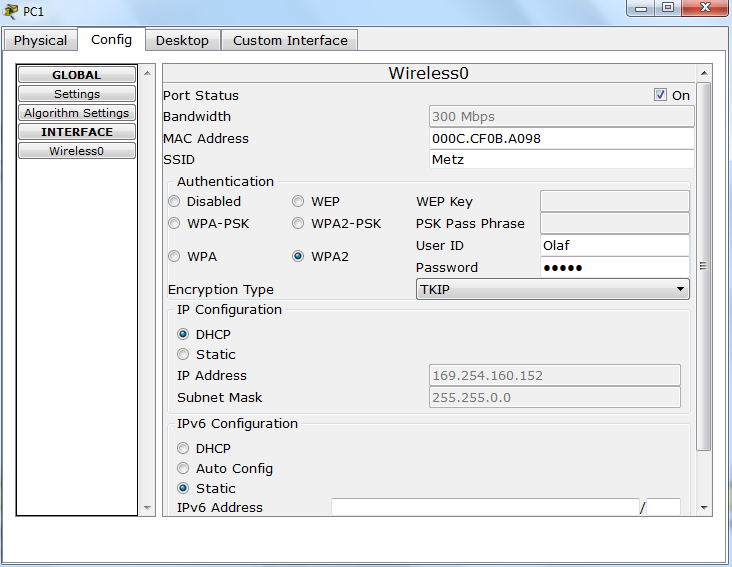 PC1
Physical Config Desktop Custom Interface
GLOBAL
Settings
Algorithm Settings
INTERFACE
Wireless0
Wireless0
Port Status On
Bandwidth 300 Mbps
MAC Address 000C.CF0B.A098
SSID Metz
Authentication
Disabled WEP WEP Key
WPA-PSK WPA2-PSK PSK Pass Phrase
User ID Olaf
WPA WPA2
Password ●●●●●
Encryption Type TKIP
IP Configuration
DHCP
Static
IP Address 169.254.160.152
Subnet Mask 255.255.0.0
IPv6 Configuration
DHCP
Auto Config
Static
IPv6 Address /